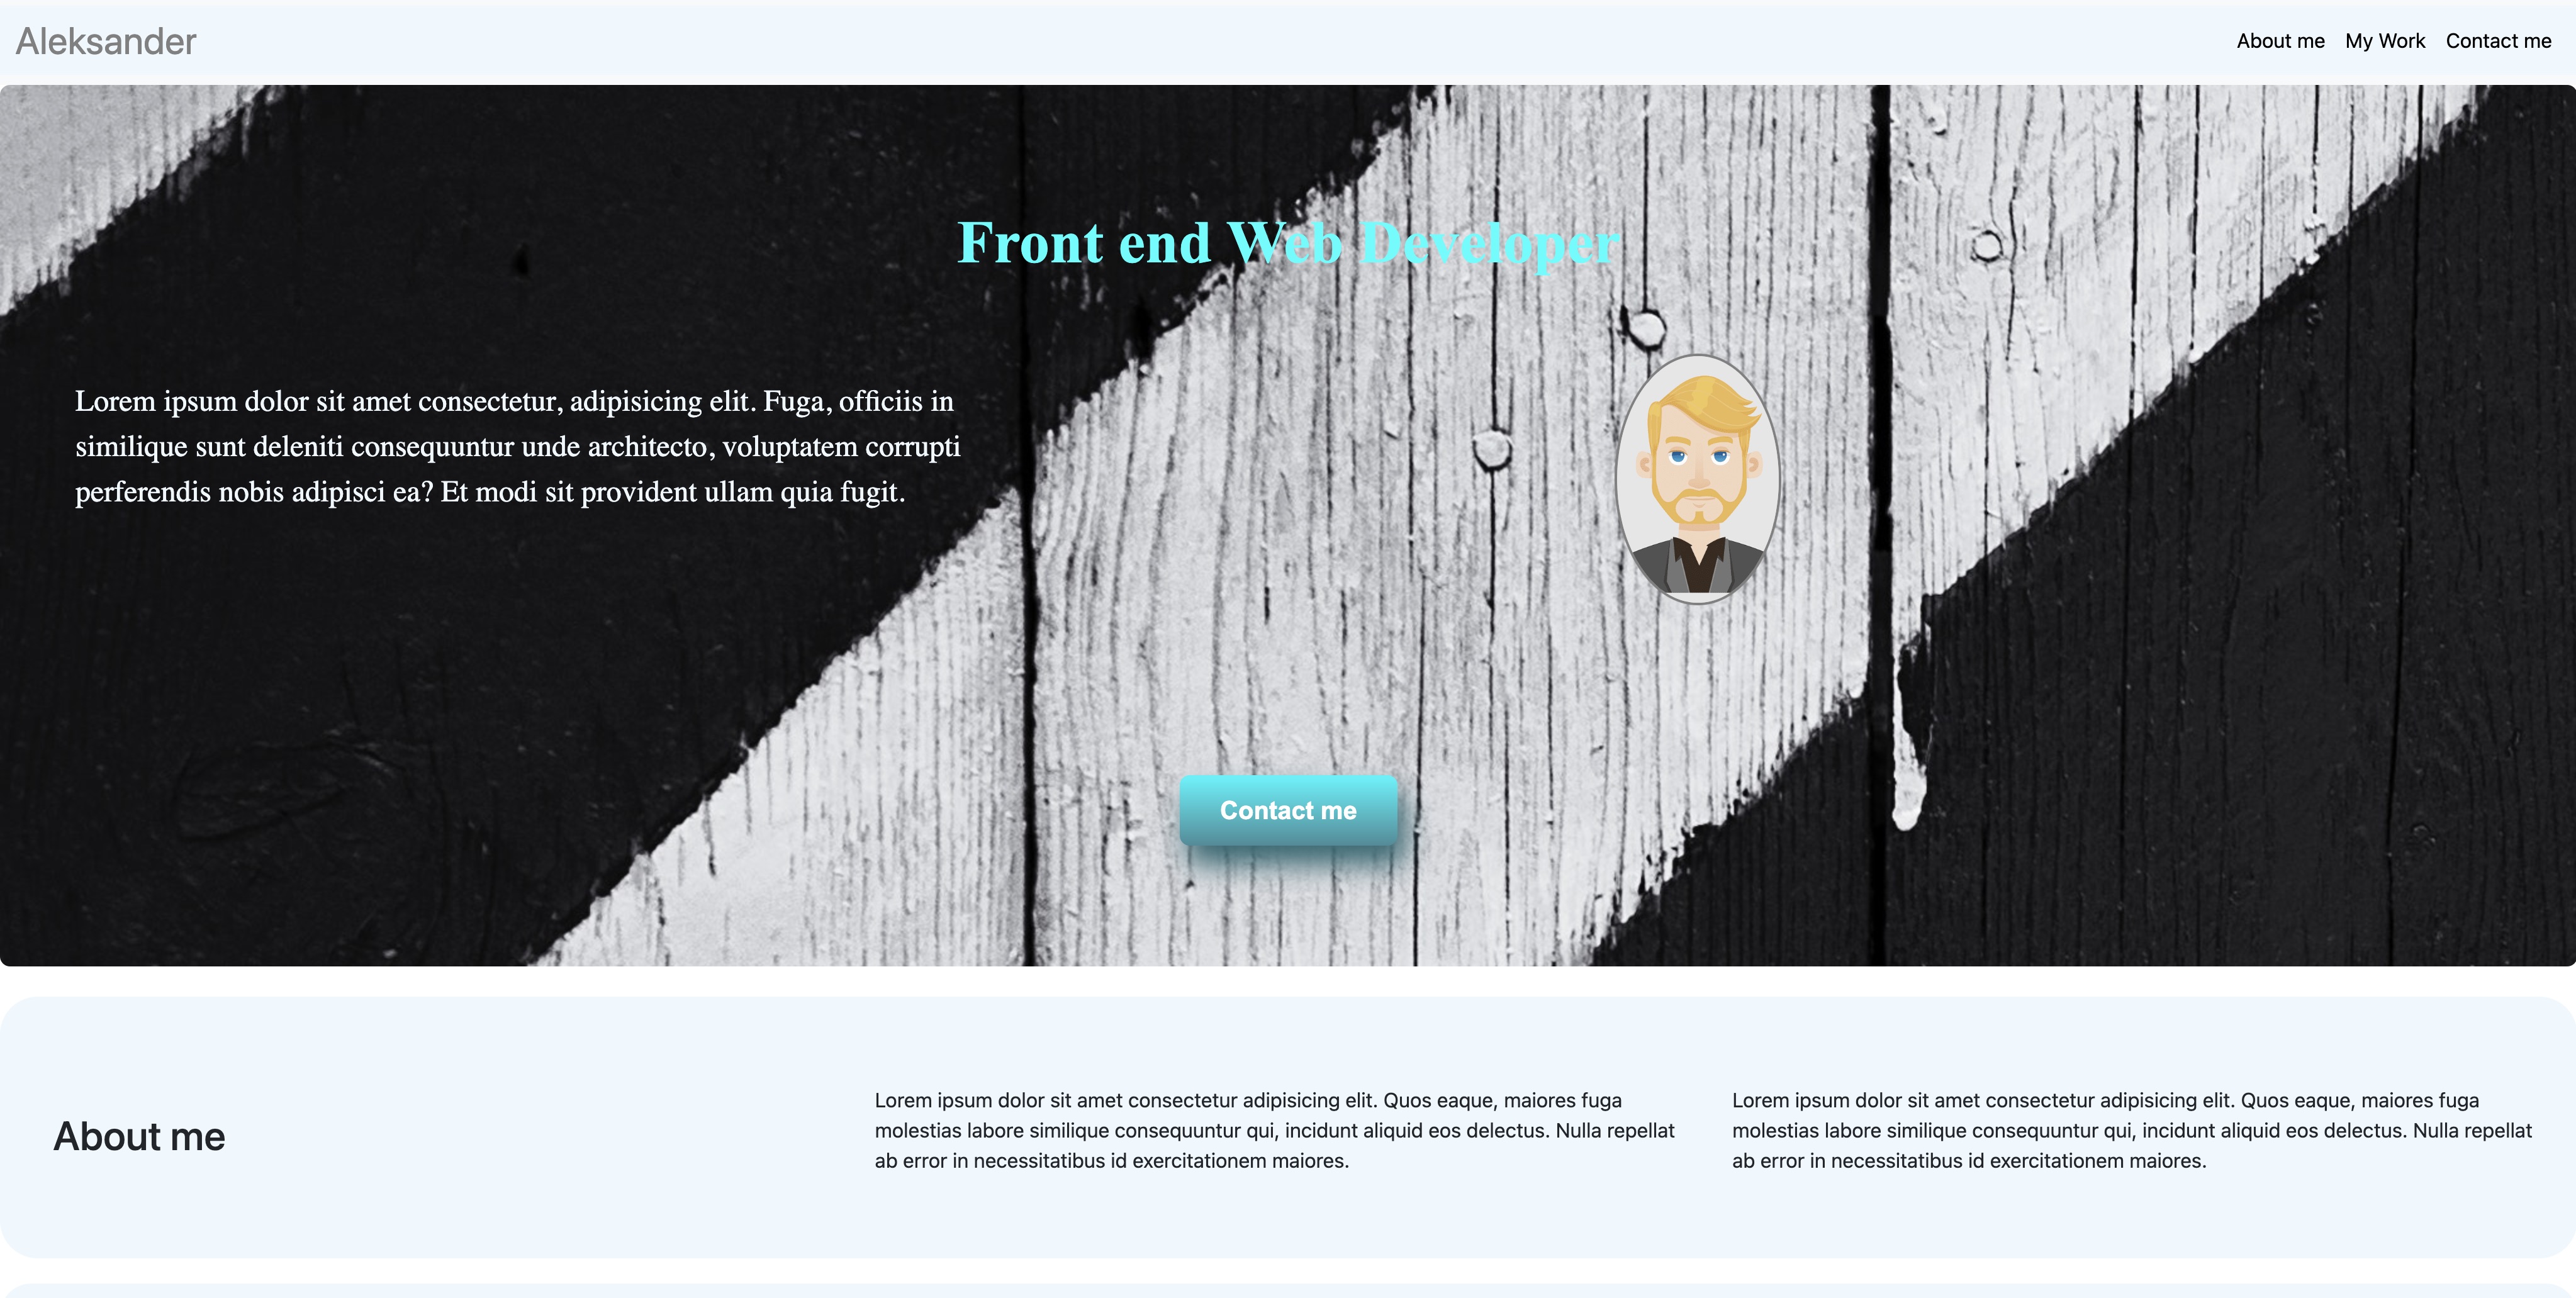 Aleksander
About me My Work Contact me
Front end Web Developer
Lorem ipsum dolor sit amet consectetur, adipisicing elit. Fuga, officiis in
similique sunt deleniti consequuntur unde architecto, voluptatem corrupti
perferendis nobis adipisci ea? Et modi sit provident ullam quia fugit.
Contact me
About me
Lorem ipsum dolor sit amet consectetur adipisicing elit. Quos eaque, maiores fuga
molestias labore similique consequuntur qui, incidunt aliquid eos delectus. Nulla repellat
ab error in necessitatibus id exercitationem maiores.
Lorem ipsum dolor sit amet consectetur adipisicing elit. Quos eaque, maiores fuga
molestias labore similique consequuntur qui, incidunt aliquid eos delectus. Nulla repellat
ab error in necessitatibus id exercitationem maiores.